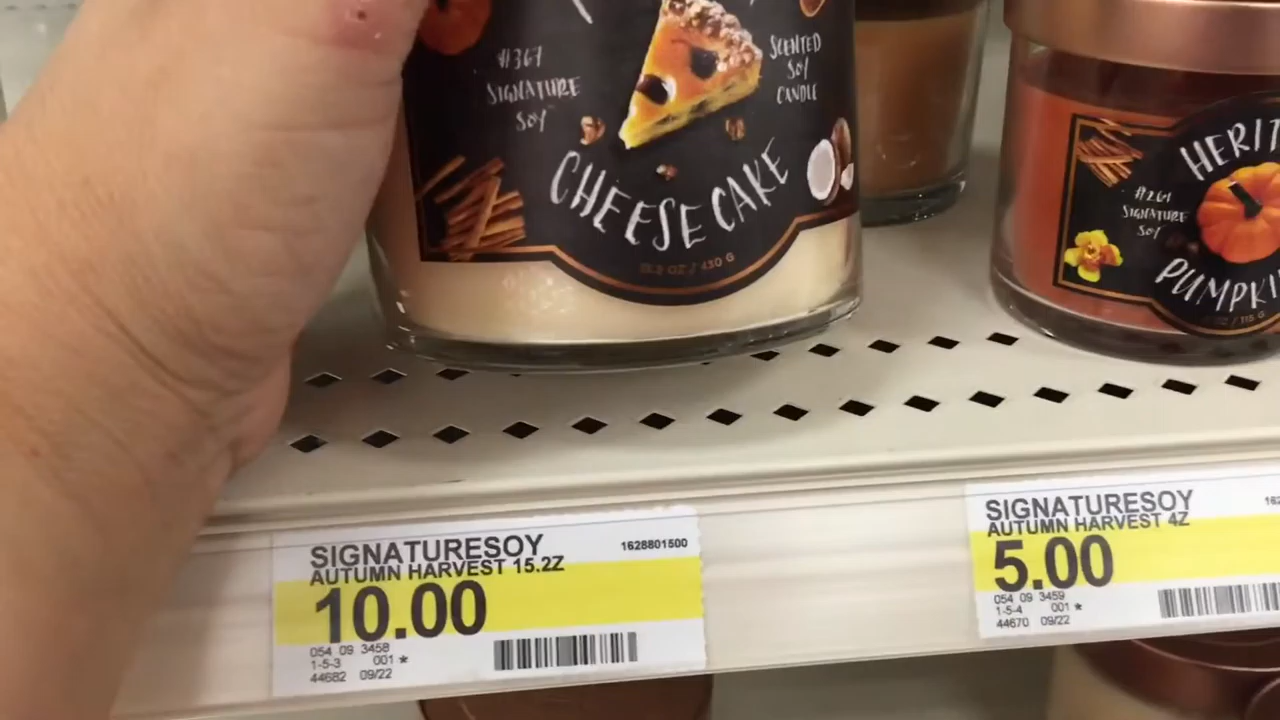 #367
SIGNATURE
SOY
SCENTED
SOY
CANDLE
CHEESECAKE
#261
SIGNATURE
SOY
PUMPKI
SIGNATURESOY
AUTUMN HARVEST 15.2Z
1628801500
10.00
054 09 3458
1-5-3 001 *
44682 09/22
SIGNATURESOY
AUTUMN HARVEST 4Z
5.00
054 09 3459
1-5-4 001 *
44670 09/22